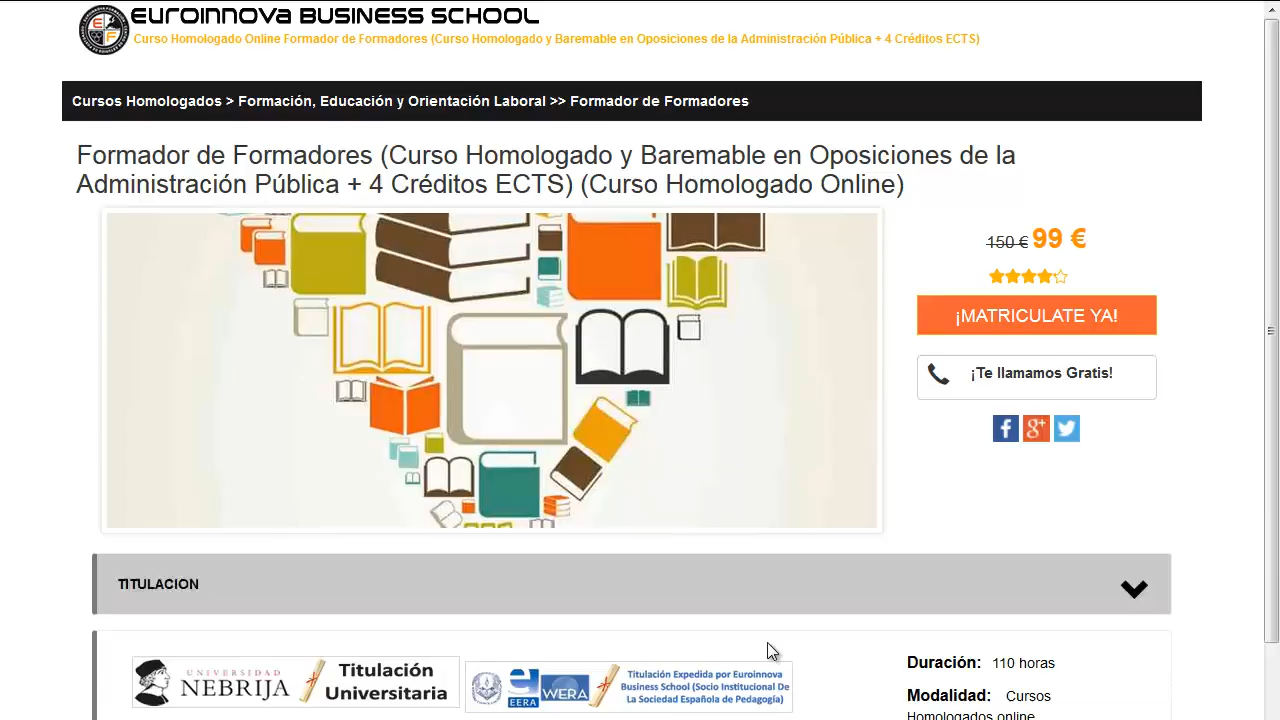 EUROINNOVA BUSINESS SCHOOL
Curso Homologado Online Formador de Formadores (Curso Homologado y Baremable en Oposiciones de la Administración Pública + 4 Créditos ECTS)
Cursos Homologados > Formación, Educación y Orientación Laboral >> Formador de Formadores
Formador de Formadores (Curso Homologado y Baremable en Oposiciones de la
Administración Pública + 4 Créditos ECTS) (Curso Homologado Online)
150 € 99 €
¡MATRICULATE YA!
¡Te llamamos Gratis!
TITULACION
UNIVERSIDAD
NEBRIJA
Titulación
Universitaria
EERA
WERA
Titulación Expedida por Euroinnova
Business School (Socio Institucional De
La Sociedad Española de Pedagogía)
Duración: 110 horas
Modalidad: Cursos
Homologados online